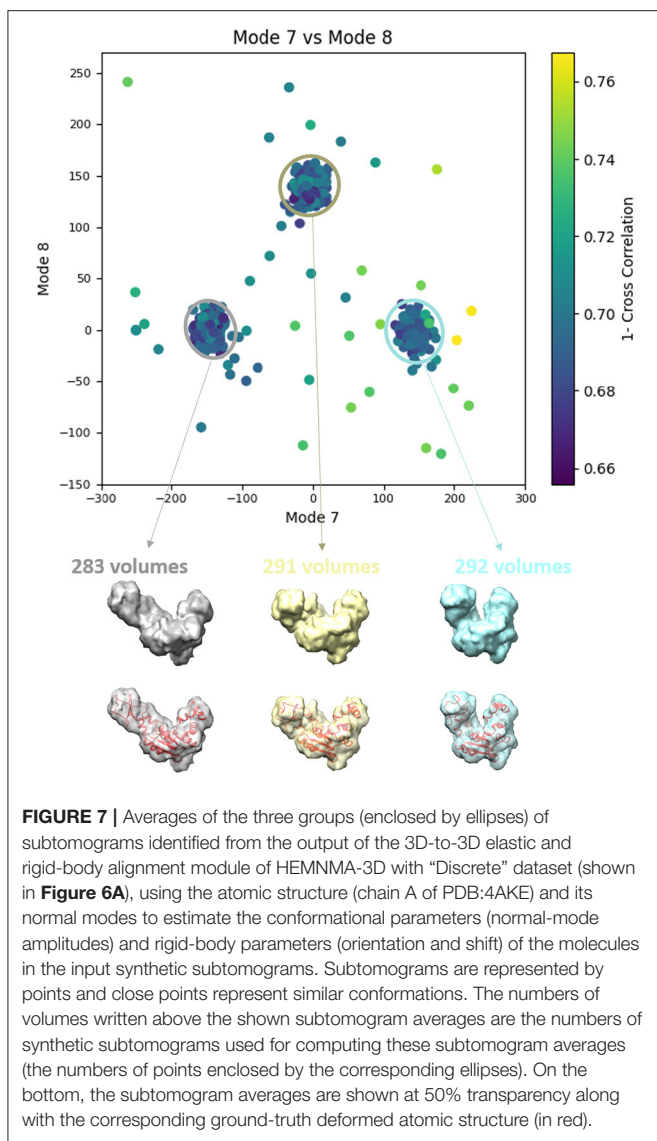 Mode 7 vs Mode 8
250
200
150
100
50
0
−50
−100
−150
Mode 8
−300
−200
−100
0
100
200
300
Mode 7
0.76
0.74
0.72
0.70
0.68
0.66
1- Cross Correlation
283 volumes
291 volumes
292 volumes
FIGURE 7 | Averages of the three groups (enclosed by ellipses) of
subtomograms identified from the output of the 3D-to-3D elastic and
rigid-body alignment module of HEMNMA-3D with “Discrete” dataset (shown
in Figure 6A), using the atomic structure (chain A of PDB:4AKE) and its
normal modes to estimate the conformational parameters (normal-mode
amplitudes) and rigid-body parameters (orientation and shift) of the molecules
in the input synthetic subtomograms. Subtomograms are represented by
points and close points represent similar conformations. The numbers of
volumes written above the shown subtomogram averages are the numbers of
synthetic subtomograms used for computing these subtomogram averages
(the numbers of points enclosed by the corresponding ellipses). On the
bottom, the subtomogram averages are shown at 50% transparency along
with the corresponding ground-truth deformed atomic structure (in red).